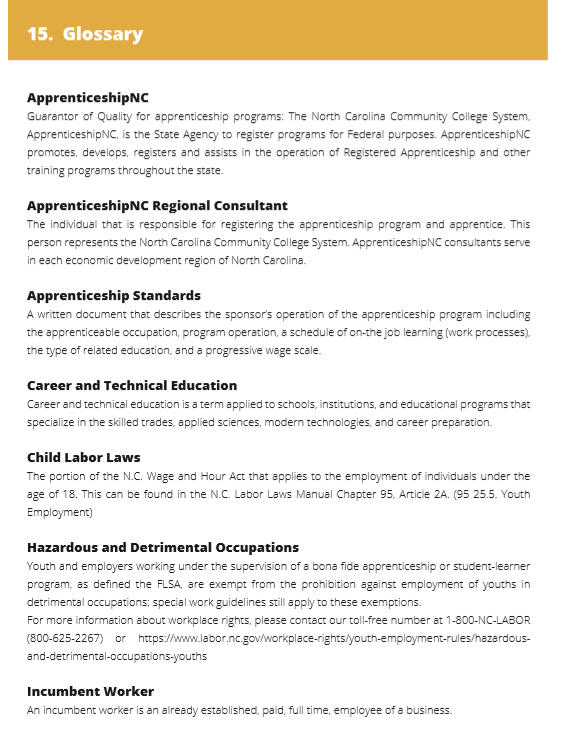 15. Glossary
ApprenticeshipNC
Guarantor of Quality for apprenticeship programs: The North Carolina Community College System,
ApprenticeshipNC, is the State Agency to register programs for Federal purposes. ApprenticeshipNC
promotes, develops, registers and assists in the operation of Registered Apprenticeship and other
training programs throughout the state.
ApprenticeshipNC Regional Consultant
The individual that is responsible for registering the apprenticeship program and apprentice. This
person represents the North Carolina Community College System. ApprenticeshipNC consultants serve
in each economic development region of North Carolina.
Apprenticeship Standards
A written document that describes the sponsor's operation of the apprenticeship program including
the apprenticeable occupation, program operation, a schedule of on-the job learning (work processes),
the type of related education, and a progressive wage scale.
Career and Technical Education
Career and technical education is a term applied to schools, institutions, and educational programs that
specialize in the skilled trades, applied sciences, modern technologies, and career preparation.
Child Labor Laws
The portion of the N.C. Wage and Hour Act that applies to the employment of individuals under the
age of 18. This can be found in the N.C. Labor Laws Manual Chapter 95, Article 2A. (95 25.5. Youth
Employment)
Hazardous and Detrimental Occupations
Youth and employers working under the supervision of a bona fide apprenticeship or student-learner
program, as defined the FLSA, are exempt from the prohibition against employment of youths in
detrimental occupations; special work guidelines still apply to these exemptions.
For more information about workplace rights, please contact our toll-free number at 1-800-NC-LABOR
(800-625-2267) or https://www.labor.nc.gov/workplace-rights/youth-employment-rules/hazardous-
and-detrimental-occupations-youths
Incumbent Worker
An incumbent worker is an already established, paid, full time, employee of a business.